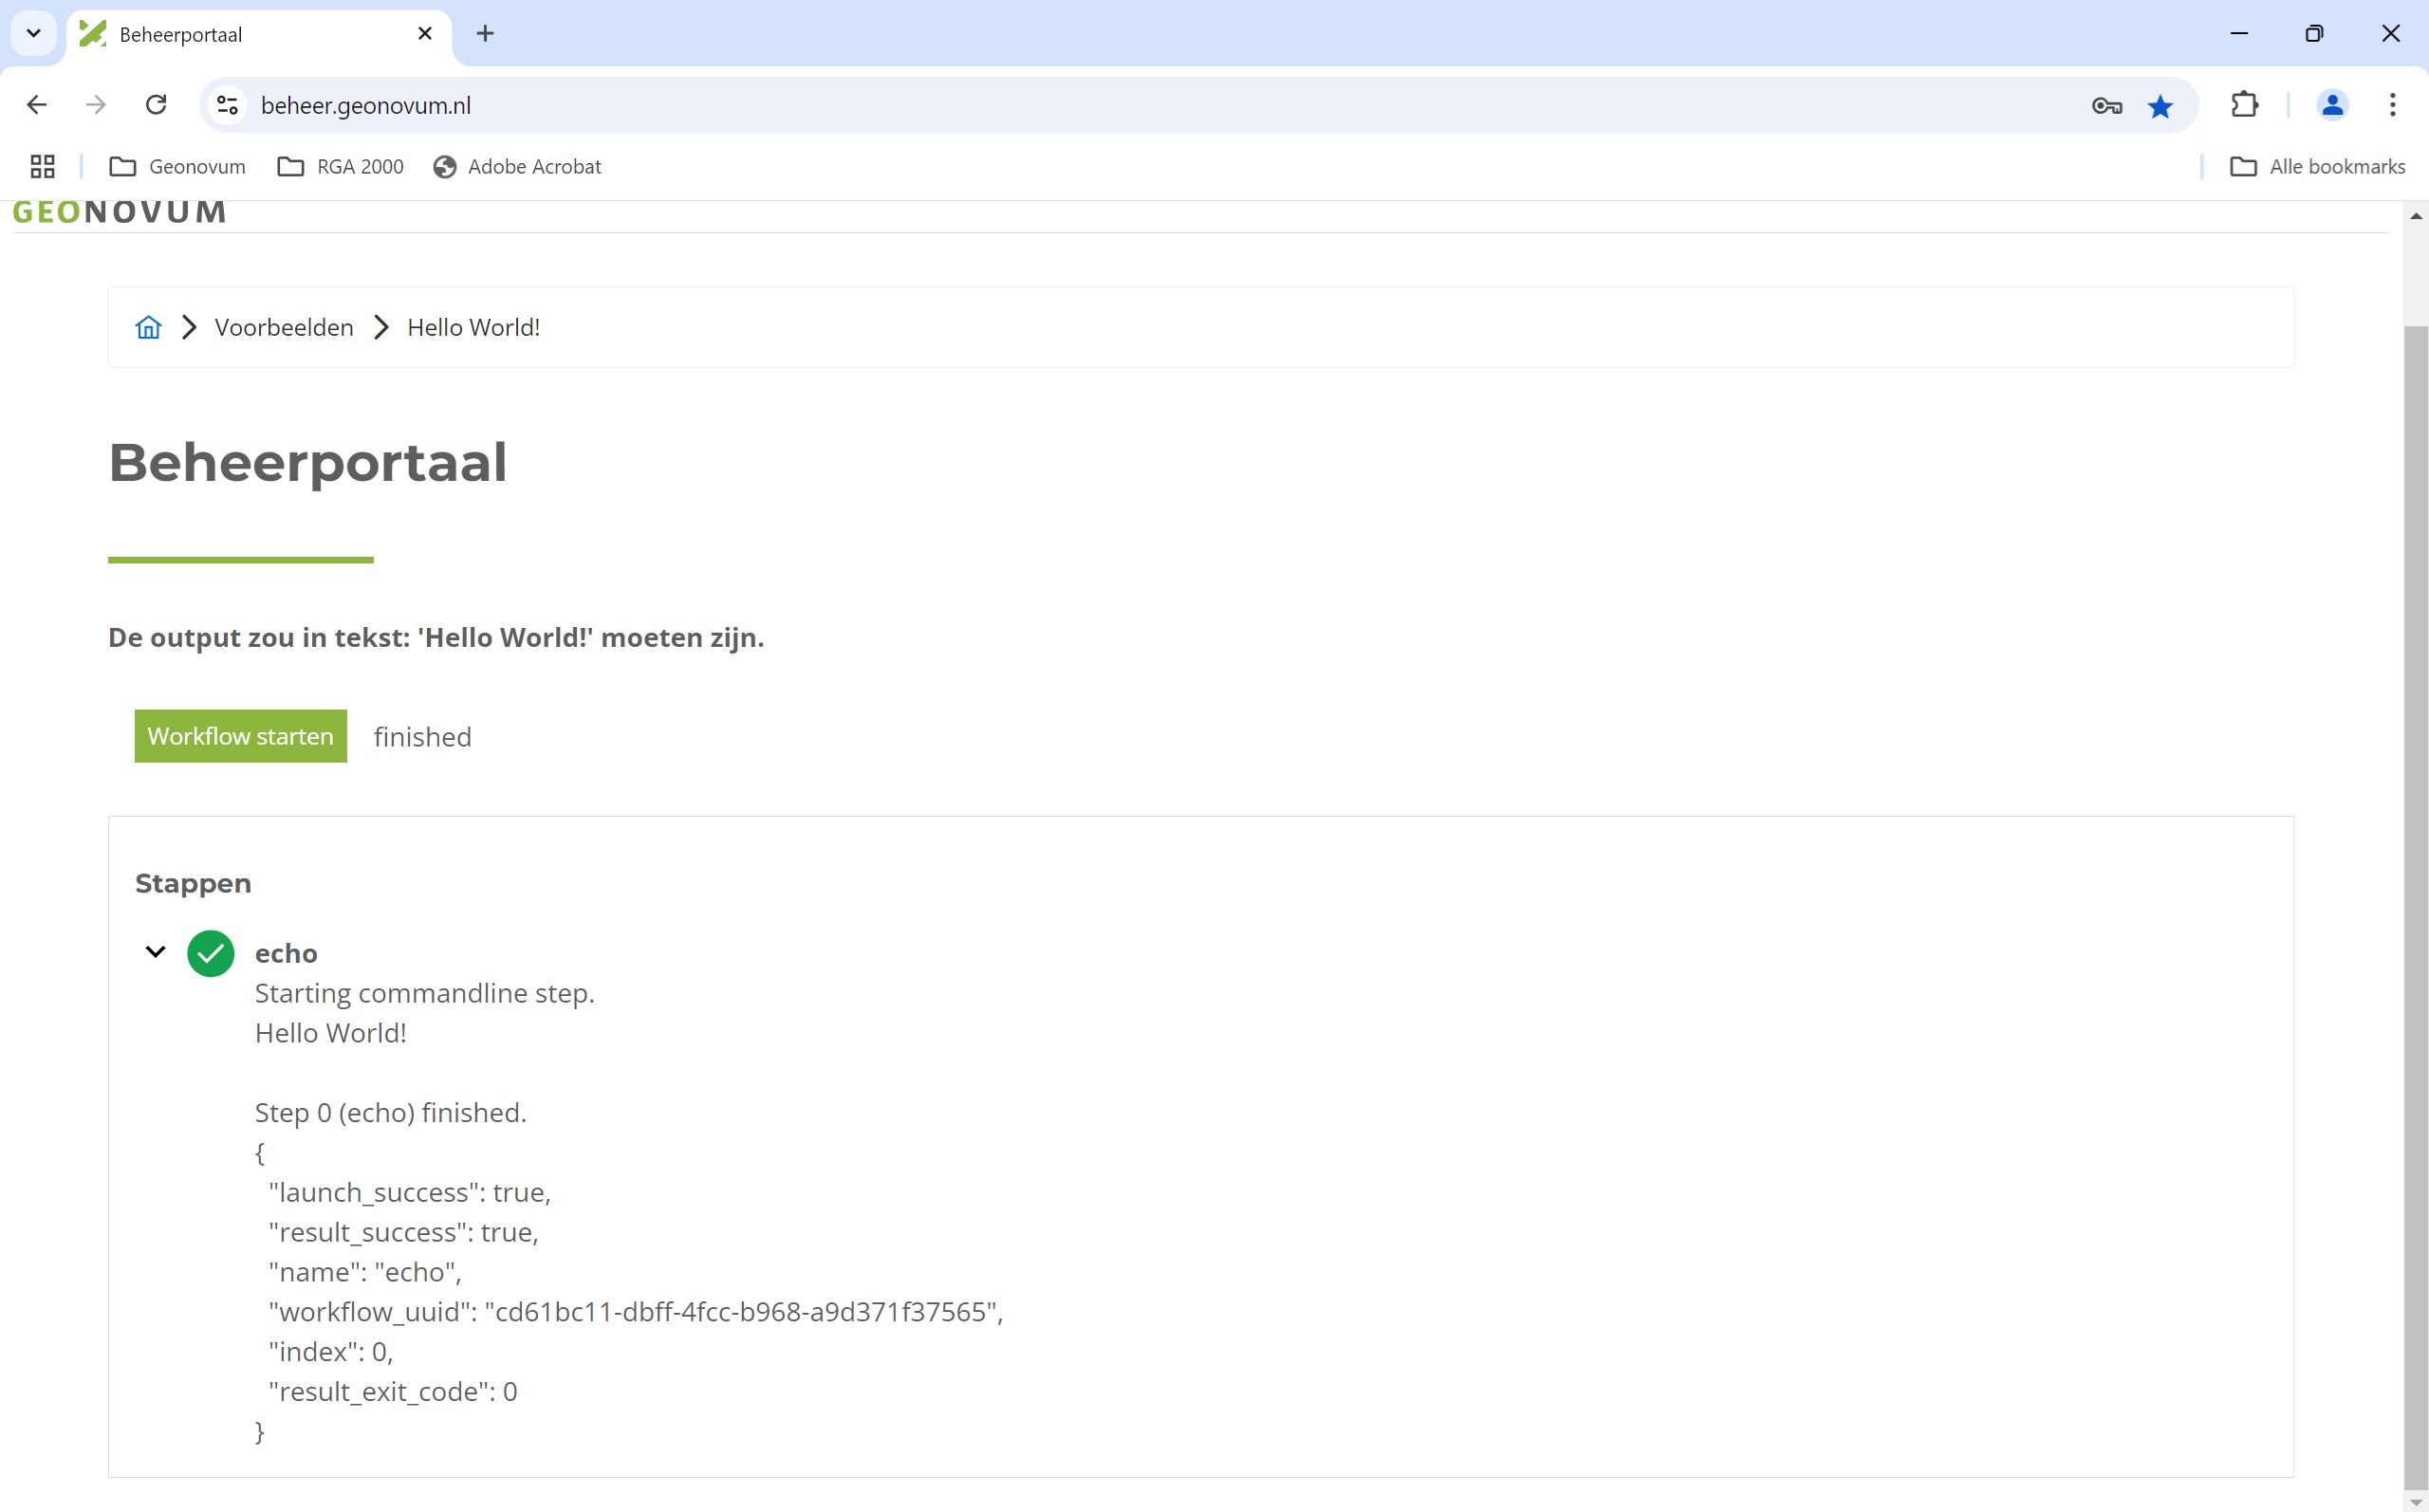 Beheerportaal
beheer.geonovum.nl
Geonovum RGA 2000 Adobe Acrobat Alle bookmarks
GEONOVUM
Voorbeelden Hello World!
Beheerportaal
De output zou in tekst: 'Hello World!' moeten zijn.
Workflow starten finished
Stappen
echo
Starting commandline step.
Hello World!
Step 0 (echo) finished.
{
"launch_success": true,
"result_success": true,
"name": "echo",
"workflow_uuid": "cd61bc11-dbff-4fcc-b968-a9d371f37565",
"index": 0,
"result_exit_code": 0
}